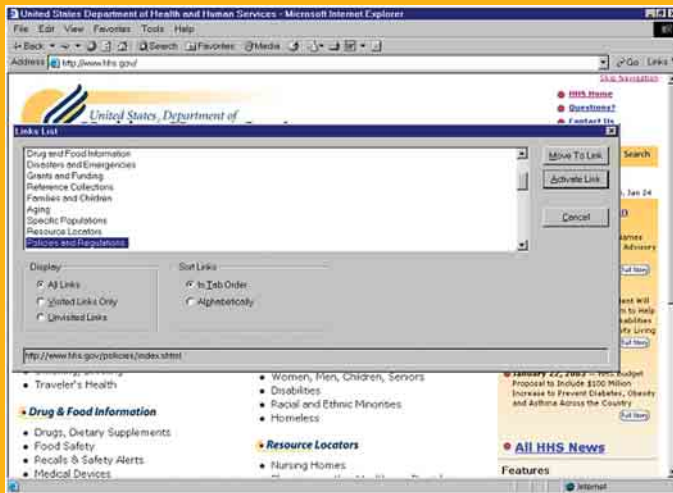 United States Department of Health and Human Services - Microsoft Internet Explorer
File Edit View Favorites Tools Help
Back Search Favorites Media
Address http://www.hhs.gov/ Go Links
Skip Navigation
HHS Home
Questions?
Contact Us
United States, Department of
Links List
Drug and Food Information
Disasters and Emergencies
Grants and Funding
Reference Collections
Families and Children
Aging
Specific Populations
Resource Locators
Policies and Regulations
Move To Link
Activate Link
Cancel
Display
All Links
Visited Links Only
Unvisited Links
Sort Links
In Tab Order
Alphabetically
http://www.hhs.gov/policies/index.shtml
Search
Jan 24
Advisory
Full Story
Will
to Help
Living
Full Story
Traveler's Health
Drug & Food Information
Drugs, Dietary Supplements
Food Safety
Recalls & Safety Alerts
Medical Devices
Women, Men, Children, Seniors
Disabilities
Racial and Ethnic Minorities
Homeless
Resource Locators
Nursing Homes
January 22, 2003 — HHS Budget
Proposal to Include $100 Million
Increase to Prevent Diabetes, Obesity
and Asthma Across the Country
Full Story
All HHS News
Features
Internet